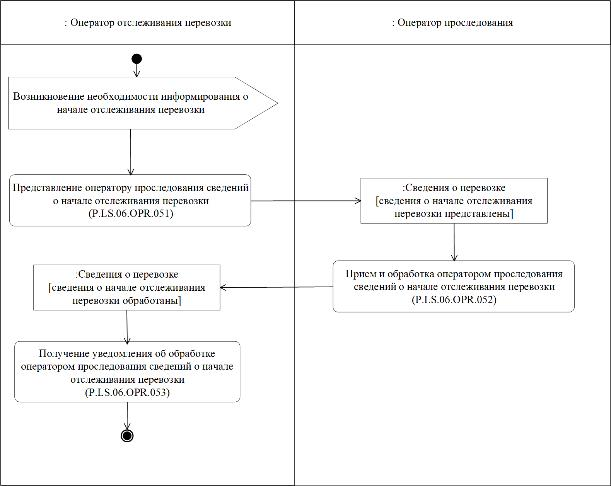 : Оператор отслеживания перевозки
: Оператор проследования
Возникновение необходимости информирования о
начале отслеживания перевозки
Представление оператору проследования сведений
о начале отслеживания перевозки
(P.LS.06.OPR.051)
:Сведения о перевозке
[сведения о начале отслеживания
перевозки представлены]
Прием и обработка оператором проследования
сведений о начале отслеживания перевозки
(P.LS.06.OPR.052)
:Сведения о перевозке
[сведения о начале отслеживания
перевозки обработаны]
Получение уведомления об обработке
оператором проследования сведений о начале
отслеживания перевозки
(P.LS.06.OPR.053)